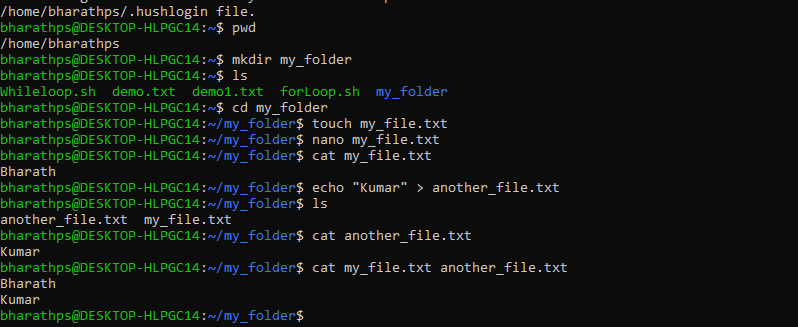 /home/bharathps/.hushlogin file.
bharathps@DESKTOP-HLPGC14:~$ pwd
/home/bharathps
bharathps@DESKTOP-HLPGC14:~$ mkdir my_folder
bharathps@DESKTOP-HLPGC14:~$ ls
Whileloop.sh  demo.txt  demo1.txt  forLoop.sh  my_folder
bharathps@DESKTOP-HLPGC14:~$ cd my_folder
bharathps@DESKTOP-HLPGC14:~/my_folder$ touch my_file.txt
bharathps@DESKTOP-HLPGC14:~/my_folder$ nano my_file.txt
bharathps@DESKTOP-HLPGC14:~/my_folder$ cat my_file.txt
Bharath
bharathps@DESKTOP-HLPGC14:~/my_folder$ echo "Kumar" > another_file.txt
bharathps@DESKTOP-HLPGC14:~/my_folder$ ls
another_file.txt  my_file.txt
bharathps@DESKTOP-HLPGC14:~/my_folder$ cat another_file.txt
Kumar
bharathps@DESKTOP-HLPGC14:~/my_folder$ cat my_file.txt another_file.txt
Bharath
Kumar
bharathps@DESKTOP-HLPGC14:~/my_folder$